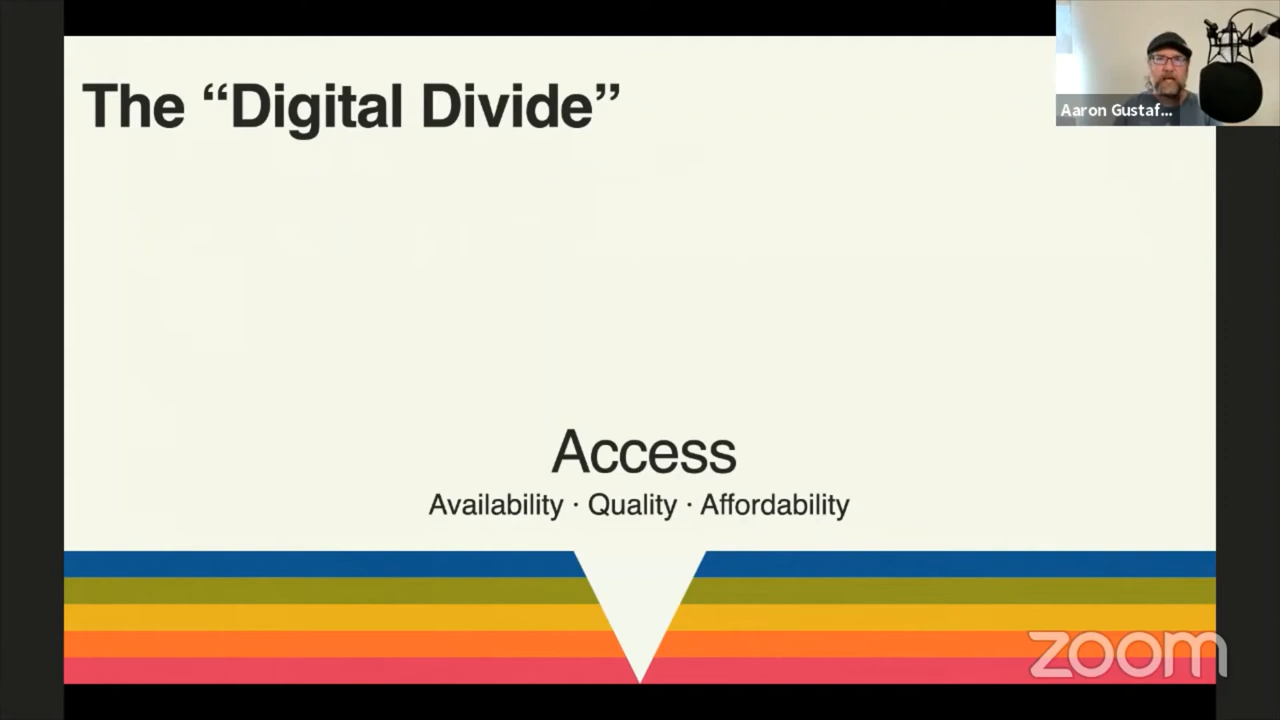 The “Digital Divide”
Aaron Gustaf...
Access
Availability · Quality · Affordability
zoom